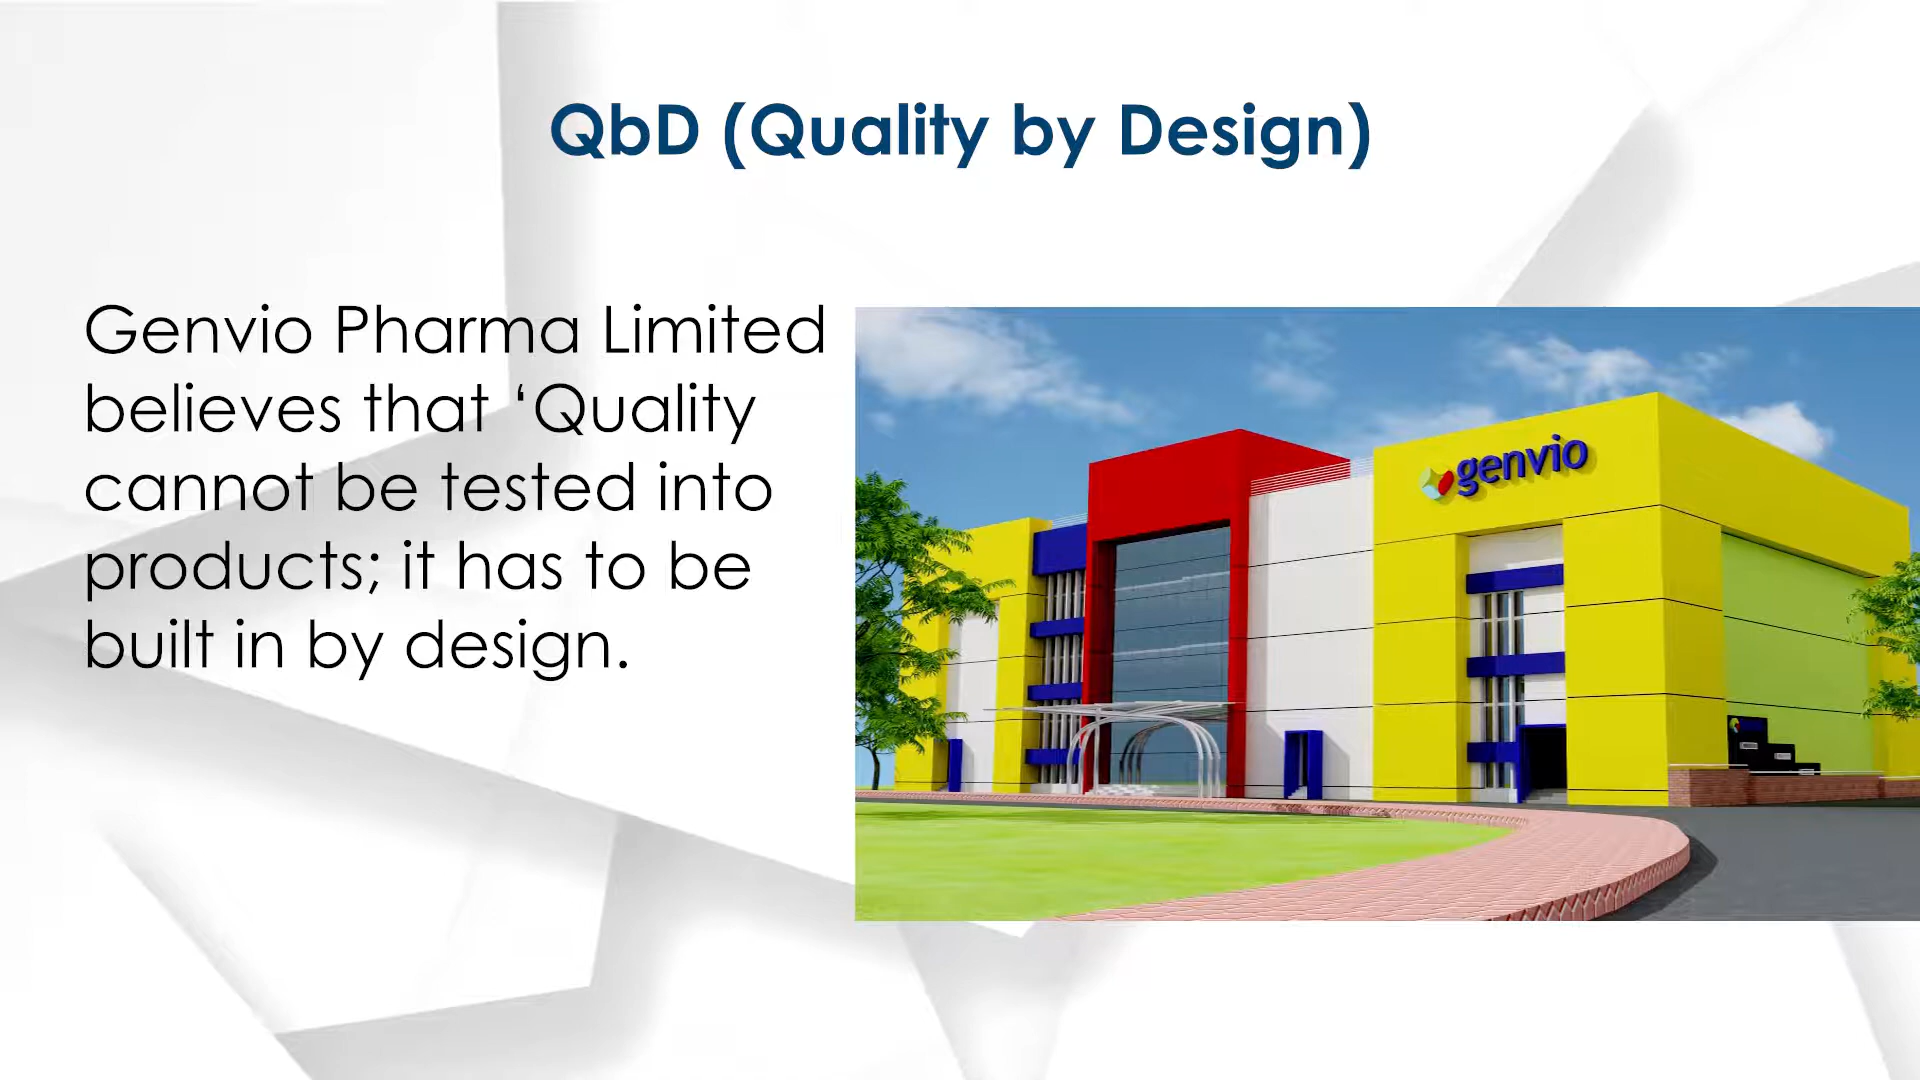 QbD (Quality by Design)
Genvio Pharma Limited
believes that ‘Quality
cannot be tested into
products; it has to be
built in by design.
genvio